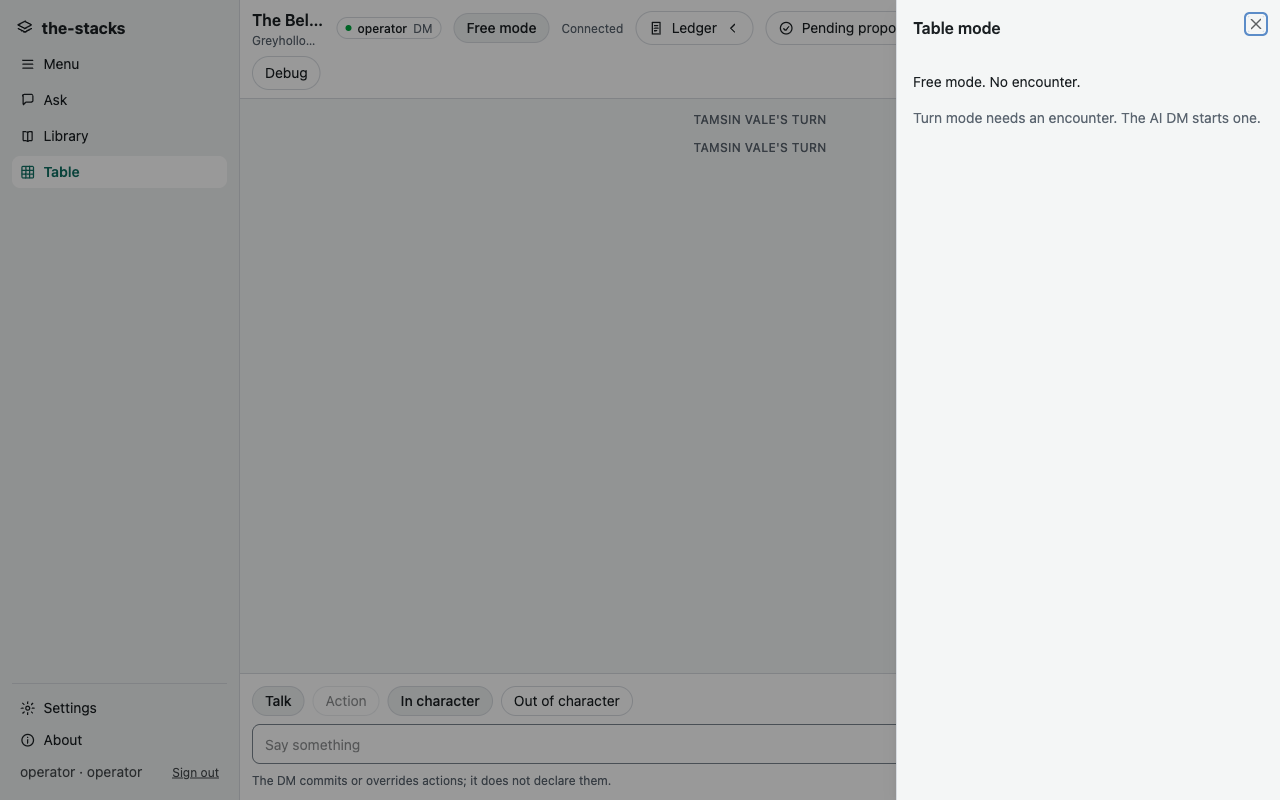 the-stacks
Menu
Ask
Library
Table
Settings
About
operator · operator
Sign out
The Bel...
Greyhollo...
operator DM
Free mode
Connected
Ledger
Pending propo
Debug
TAMSIN VALE'S TURN
TAMSIN VALE'S TURN
Talk
Action
In character
Out of character
Say something
The DM commits or overrides actions; it does not declare them.
Table mode
Free mode. No encounter.
Turn mode needs an encounter. The AI DM starts one.